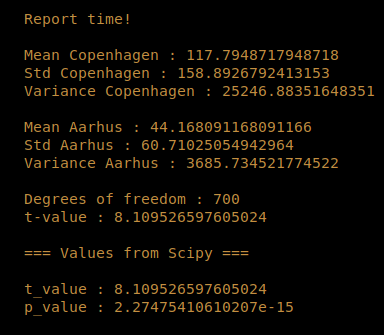 Report time!
Mean Copenhagen : 117.7948717948718
Std Copenhagen : 158.8926792413153
Variance Copenhagen : 25246.88351648351
Mean Aarhus : 44.168091168091166
Std Aarhus : 60.71025054942964
Variance Aarhus : 3685.734521774522
Degrees of freedom : 700
t-value : 8.109526597605024
=== Values from Scipy ===
t_value : 8.109526597605024
p_value : 2.27475410610207e-15